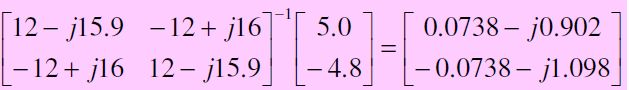 [12 − j15.9 −12 + j16]⁻¹ [5.0] = [0.0738 − j0.902]
[−12 + j16 12 − j15.9] [−4.8] [−0.0738 − j1.098]